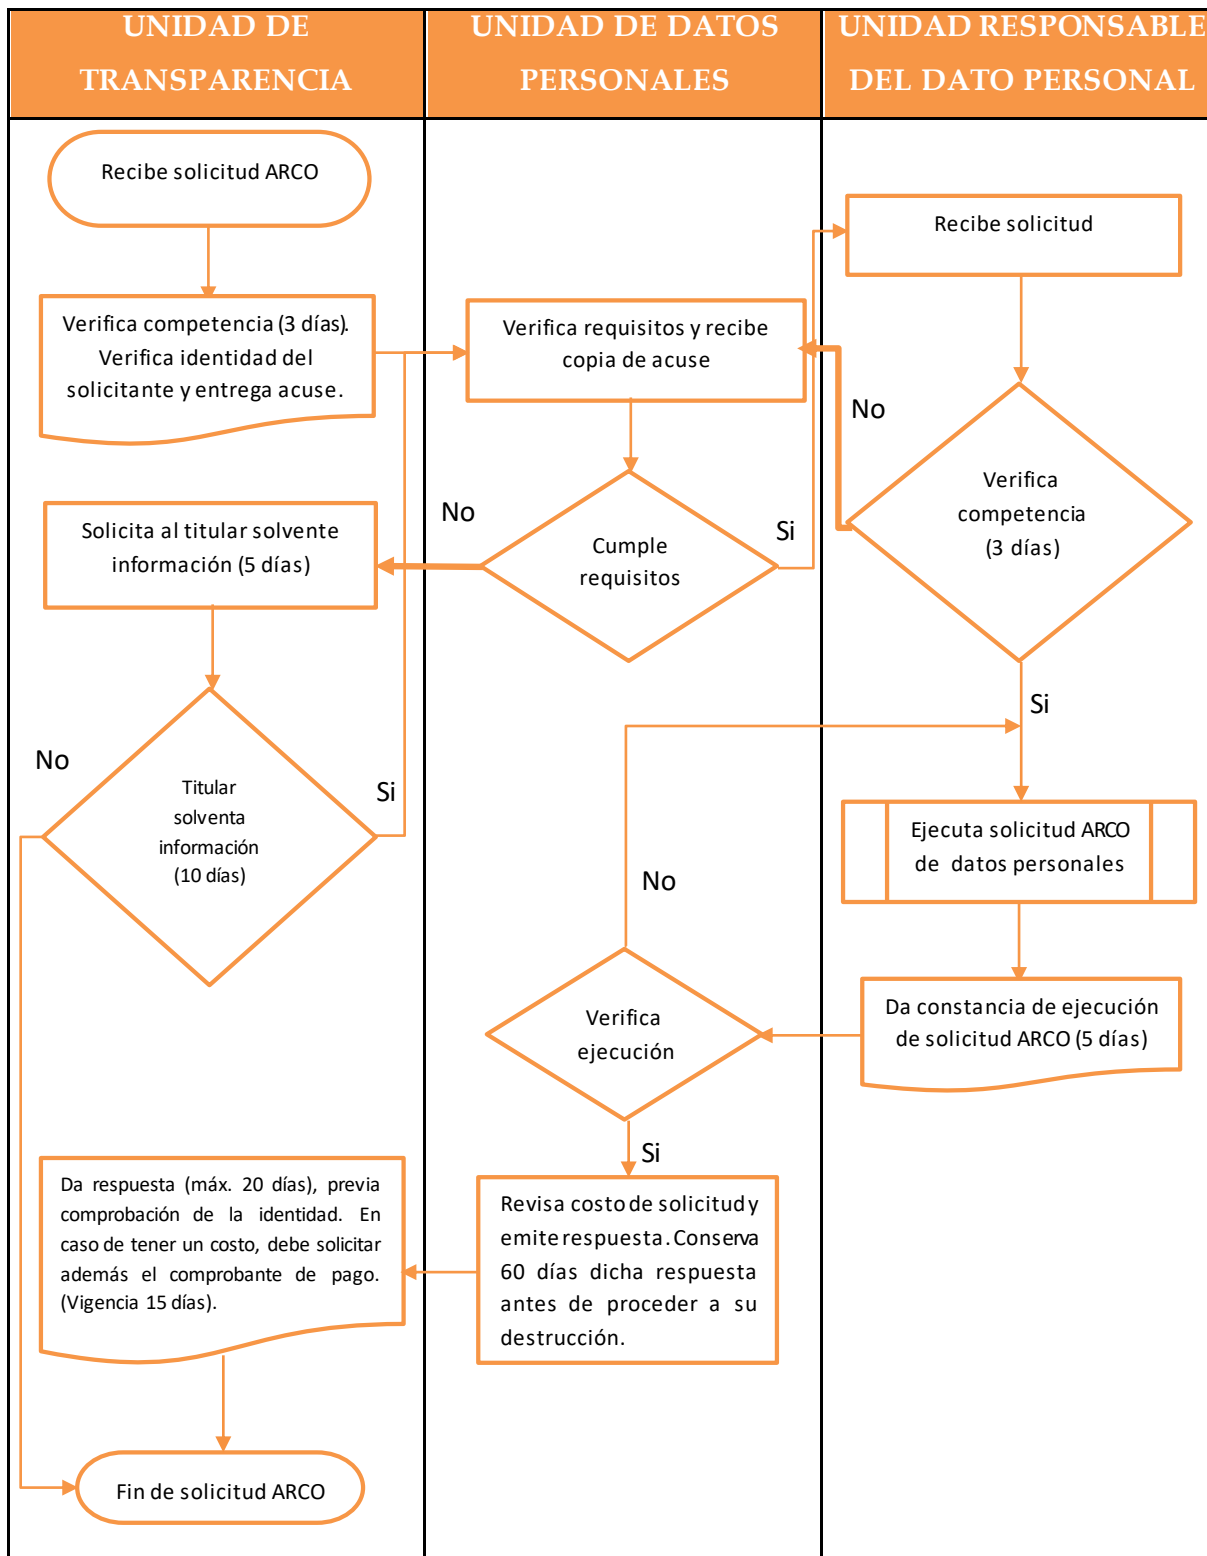 UNIDAD DE
TRANSPARENCIA
UNIDAD DE DATOS
PERSONALES
UNIDAD RESPONSABLE
DEL DATO PERSONAL
Recibe solicitud ARCO
Verifica competencia (3 días).
Verifica identidad del
solicitante y entrega acuse.
Verifica requisitos y recibe
copia de acuse
Recibe solicitud
No
Verifica
competencia
(3 días)
Solicita al titular solvente
información (5 días)
No
Cumple
requisitos
Si
Si
No
Titular
solventa
información
(10 días)
Si
Ejecuta solicitud ARCO
de datos personales
No
Verifica
ejecución
Da constancia de ejecución
de solicitud ARCO (5 días)
Si
Da respuesta (máx. 20 días), previa
comprobación de la identidad. En
caso de tener un costo, debe solicitar
además el comprobante de pago.
(Vigencia 15 días).
Revisa costo de solicitud y
emite respuesta. Conserva
60 días dicha respuesta
antes de proceder a su
destrucción.
Fin de solicitud ARCO